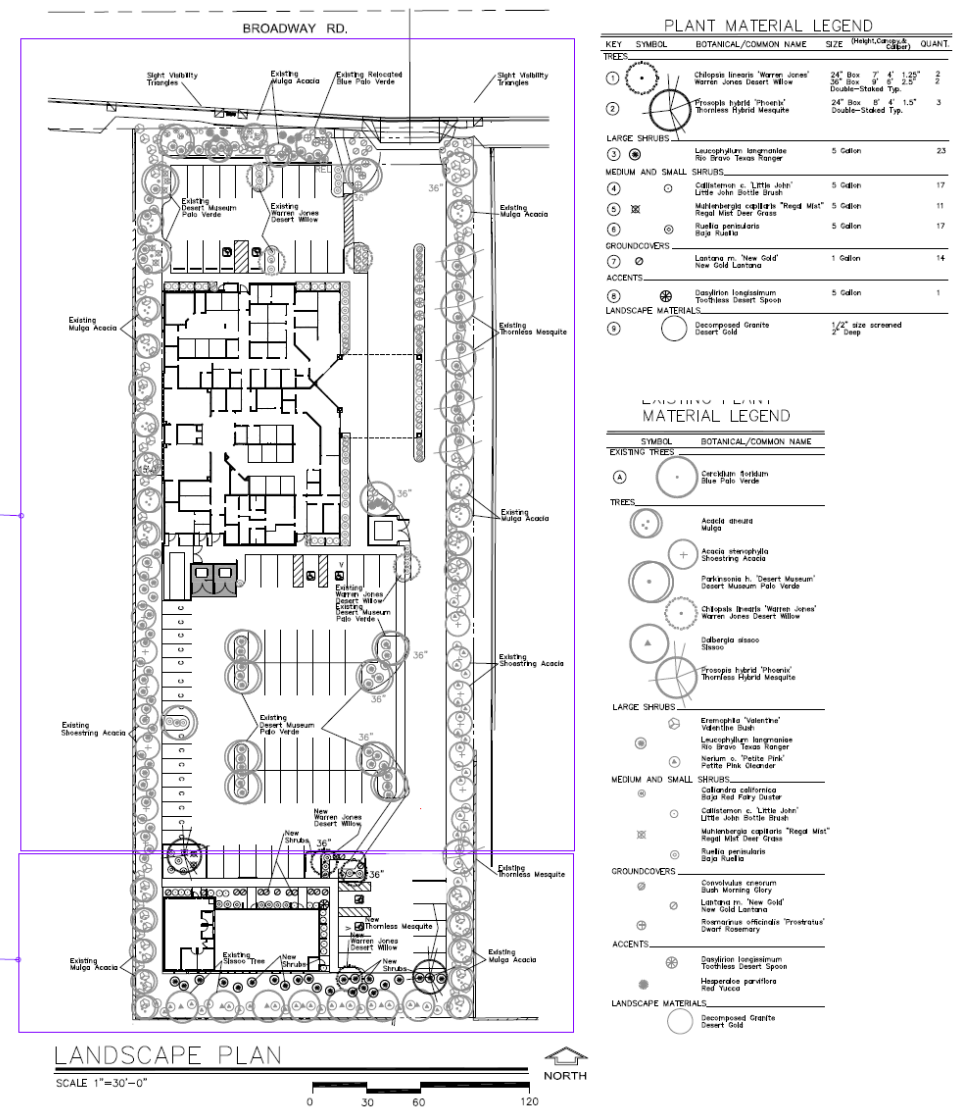 BROADWAY RD.
Sight Visibility
Triangles
Existing
Mulga Acacia
Existing Relocated
Blue Palo Verde
Sight Visibility
Triangles
36"
36"
Existing
Desert Museum
Palo Verde
Existing
Warren Jones
Desert Willow
Existing
Mulga Acacia
Existing
Mulga Acacia
Existing
Thornless Mesquite
36"
Existing
Mulga Acacia
Existing
Warren Jones
Desert Willow
Existing
Desert Museum
Palo Verde
36"
36"
Existing
Shoestring Acacia
Existing
Shoestring Acacia
Existing
Desert Museum
Palo Verde
36"
New
Warren Jones
Desert Willow
New
Shrubs
36"
36"
Existing
Thornless Mesquite
New
Thornless Mesquite
New
Warren Jones
Desert Willow
Existing
Mulga Acacia
Existing
Sissoo Tree
New
Shrubs
New
Shrubs
Existing
Mulga Acacia
LANDSCAPE PLAN
SCALE 1"=30'-0"
0 30 60 120
NORTH
PLANT MATERIAL LEGEND
KEY SYMBOL BOTANICAL/COMMON NAME SIZE (Height,Canopy,& Caliper) QUANT.
TREES
1 Chilopsis linearis 'Warren Jones' 24" Box 7' 4' 1.25" 2
Warren Jones Desert Willow 36" Box 9' 6' 2.5" 2
Double-Staked Typ.
2 Prosopis hybrid 'Phoenix' 24" Box 8' 4' 1.5" 3
Thornless Hybrid Mesquite Double-Staked Typ.
LARGE SHRUBS
3 Leucophyllum langmaniae 5 Gallon 23
Rio Bravo Texas Ranger
MEDIUM AND SMALL SHRUBS
4 Callistemon c. 'Little John' 5 Gallon 17
Little John Bottle Brush
5 Muhlenbergia capillaris "Regal Mist" 5 Gallon 11
Regal Mist Deer Grass
6 Ruellia penisularis 5 Gallon 17
Baja Ruellia
GROUNDCOVERS
7 Lantana m. 'New Gold' 1 Gallon 14
New Gold Lantana
ACCENTS
8 Dasylirion longissimum 5 Gallon 1
Toothless Desert Spoon
LANDSCAPE MATERIALS
9 Decomposed Granite 1/2" size screened
Desert Gold 2" Deep
EXISTING PLANT
MATERIAL LEGEND
SYMBOL BOTANICAL/COMMON NAME
EXISTING TREES
A Cercidium floridum
Blue Palo Verde
TREES
Acacia aneura
Mulga
Acacia stenophylla
Shoestring Acacia
Parkinsonia h. 'Desert Museum'
Desert Museum Palo Verde
Chilopsis linearis 'Warren Jones'
Warren Jones Desert Willow
Dalbergia sissoo
Sissoo
Prosopis hybrid 'Phoenix'
Thornless Hybrid Mesquite
LARGE SHRUBS
Eremophila 'Valentine'
Valentine Bush
Leucophyllum langmaniae
Rio Bravo Texas Ranger
Nerium o. 'Petite Pink'
Petite Pink Oleander
MEDIUM AND SMALL SHRUBS
Calliandra californica
Baja Red Fairy Duster
Callistemon c. 'Little John'
Little John Bottle Brush
Muhlenbergia capillaris "Regal Mist"
Regal Mist Deer Grass
Ruellia penisularis
Baja Ruellia
GROUNDCOVERS
Convolvulus cneorum
Bush Morning Glory
Lantana m. 'New Gold'
New Gold Lantana
Rosmarinus officinalis 'Prostratus'
Dwarf Rosemary
ACCENTS
Dasylirion longissimum
Toothless Desert Spoon
Hesperaloe parviflora
Red Yucca
LANDSCAPE MATERIALS
Decomposed Granite
Desert Gold